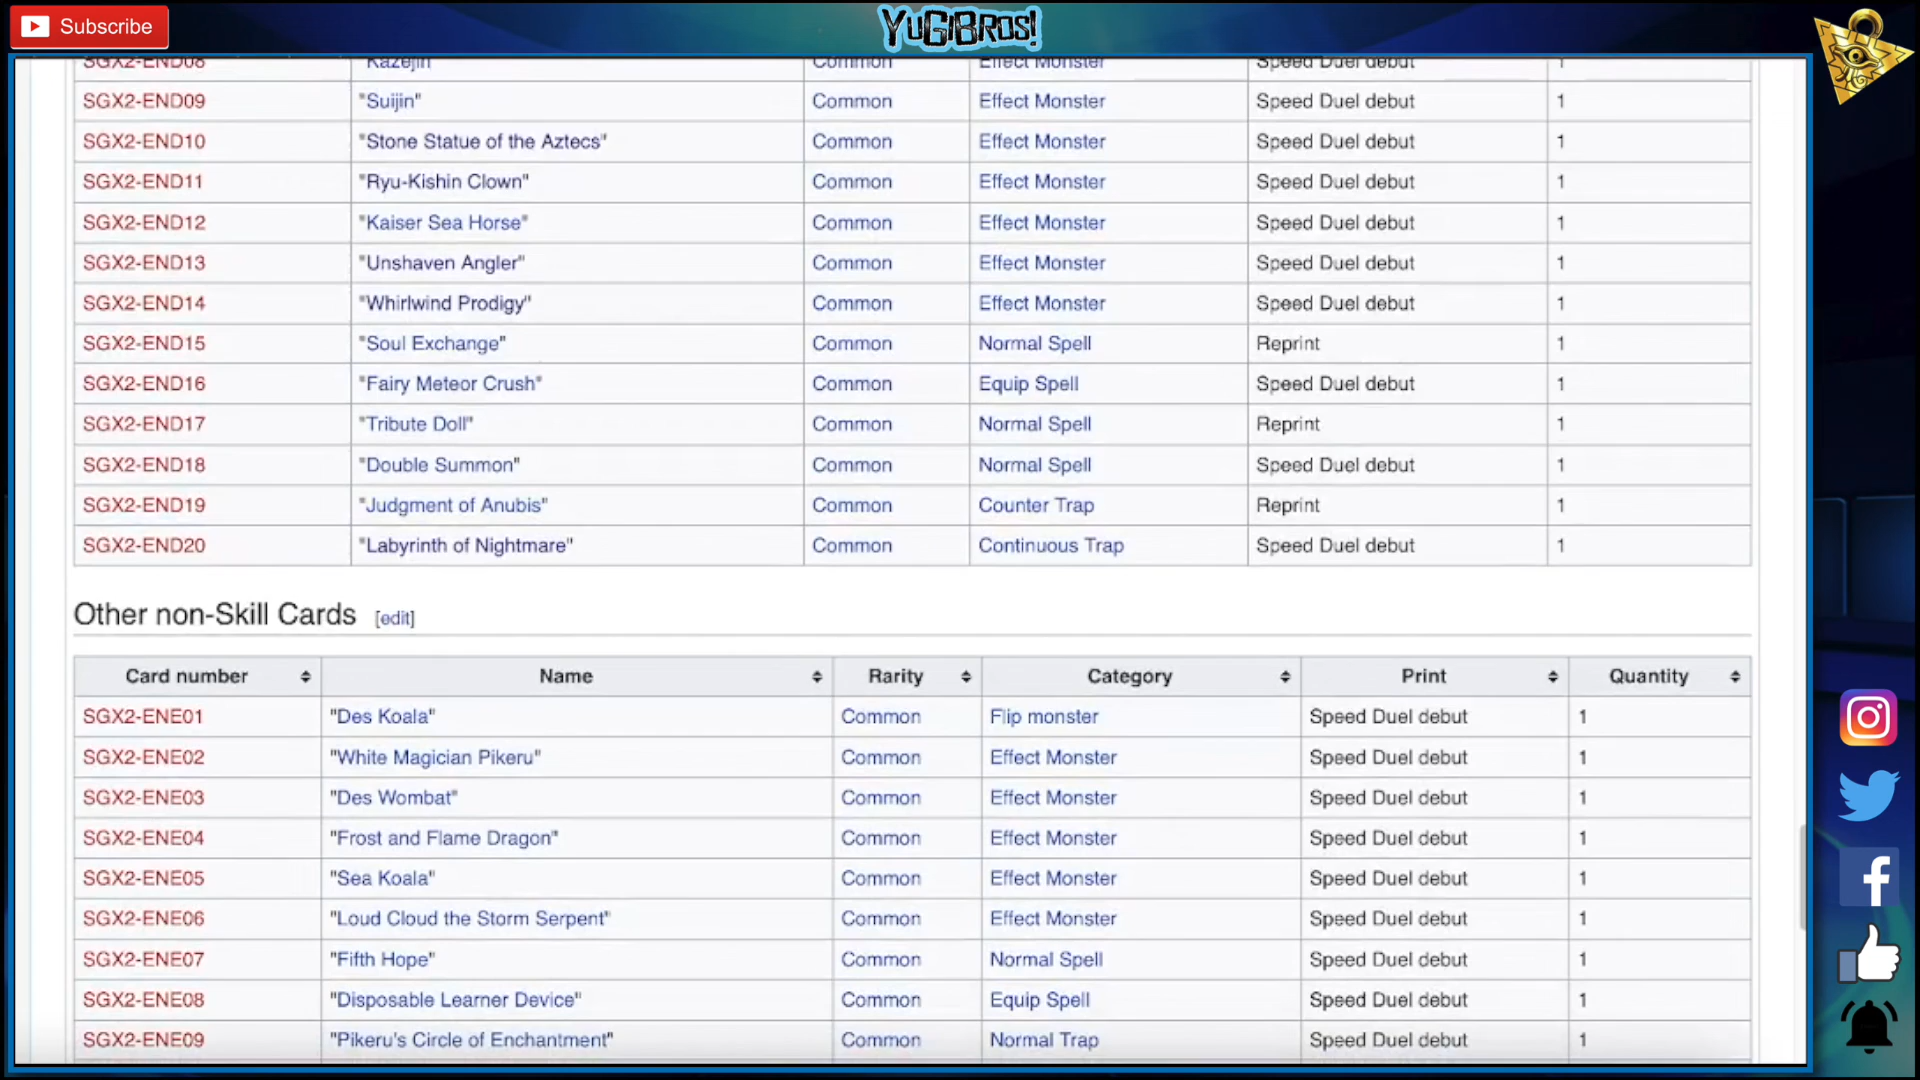 Subscribe
YUGIBROS!
SGX2-END08 "Kazejin" Common Effect Monster Speed Duel debut 1
SGX2-END09 "Suijin" Common Effect Monster Speed Duel debut 1
SGX2-END10 "Stone Statue of the Aztecs" Common Effect Monster Speed Duel debut 1
SGX2-END11 "Ryu-Kishin Clown" Common Effect Monster Speed Duel debut 1
SGX2-END12 "Kaiser Sea Horse" Common Effect Monster Speed Duel debut 1
SGX2-END13 "Unshaven Angler" Common Effect Monster Speed Duel debut 1
SGX2-END14 "Whirlwind Prodigy" Common Effect Monster Speed Duel debut 1
SGX2-END15 "Soul Exchange" Common Normal Spell Reprint 1
SGX2-END16 "Fairy Meteor Crush" Common Equip Spell Speed Duel debut 1
SGX2-END17 "Tribute Doll" Common Normal Spell Reprint 1
SGX2-END18 "Double Summon" Common Normal Spell Speed Duel debut 1
SGX2-END19 "Judgment of Anubis" Common Counter Trap Reprint 1
SGX2-END20 "Labyrinth of Nightmare" Common Continuous Trap Speed Duel debut 1
Other non-Skill Cards [edit]
Card number Name Rarity Category Print Quantity
SGX2-ENE01 "Des Koala" Common Flip monster Speed Duel debut 1
SGX2-ENE02 "White Magician Pikeru" Common Effect Monster Speed Duel debut 1
SGX2-ENE03 "Des Wombat" Common Effect Monster Speed Duel debut 1
SGX2-ENE04 "Frost and Flame Dragon" Common Effect Monster Speed Duel debut 1
SGX2-ENE05 "Sea Koala" Common Effect Monster Speed Duel debut 1
SGX2-ENE06 "Loud Cloud the Storm Serpent" Common Effect Monster Speed Duel debut 1
SGX2-ENE07 "Fifth Hope" Common Normal Spell Speed Duel debut 1
SGX2-ENE08 "Disposable Learner Device" Common Equip Spell Speed Duel debut 1
SGX2-ENE09 "Pikeru's Circle of Enchantment" Common Normal Trap Speed Duel debut 1